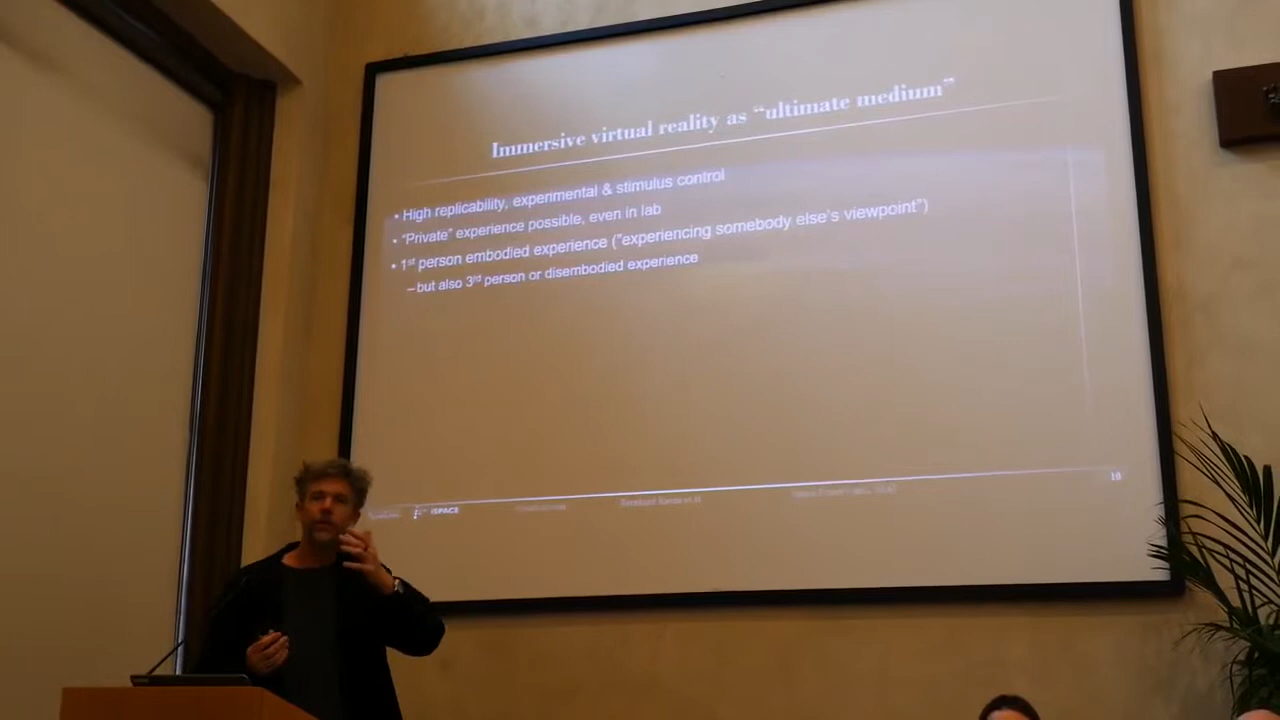 Immersive virtual reality as “ultimate medium”
• High replicability, experimental & stimulus control
• “Private” experience possible, even in lab
• 1st person embodied experience (”experiencing somebody else’s viewpoint”)
– but also 3rd person or disembodied experience
iSPACE
18